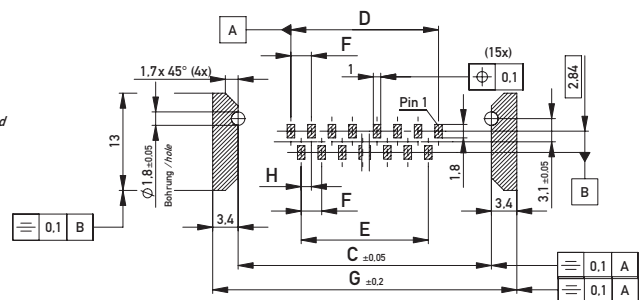 A
D
F
(15x)
1,7x 45° (4x)
1
⌖ 0,1
2,84
Pin 1
d
13
Ø 1,8 ±0,05
Bohrung / hole
1,8
3,1 ±0,05
H
B
F
3,4
3,4
E
⌯ 0,1 B
C ±0,05
⌯ 0,1 A
G ±0,2
⌯ 0,1 A